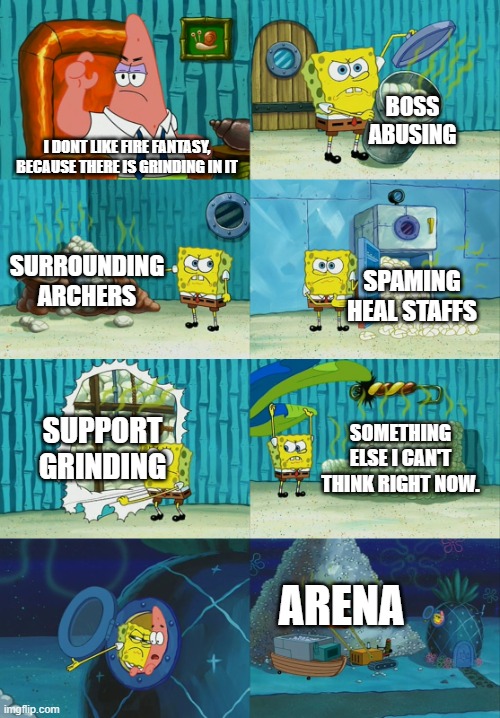 I DONT LIKE FIRE FANTASY,
BECAUSE THERE IS GRINDING IN IT
BOSS
ABUSING
SURROUNDING
ARCHERS
SPAMING
HEAL STAFFS
SUPPORT
GRINDING
SOMETHING
ELSE I CAN'T
THINK RIGHT NOW.
ARENA
imgflip.com